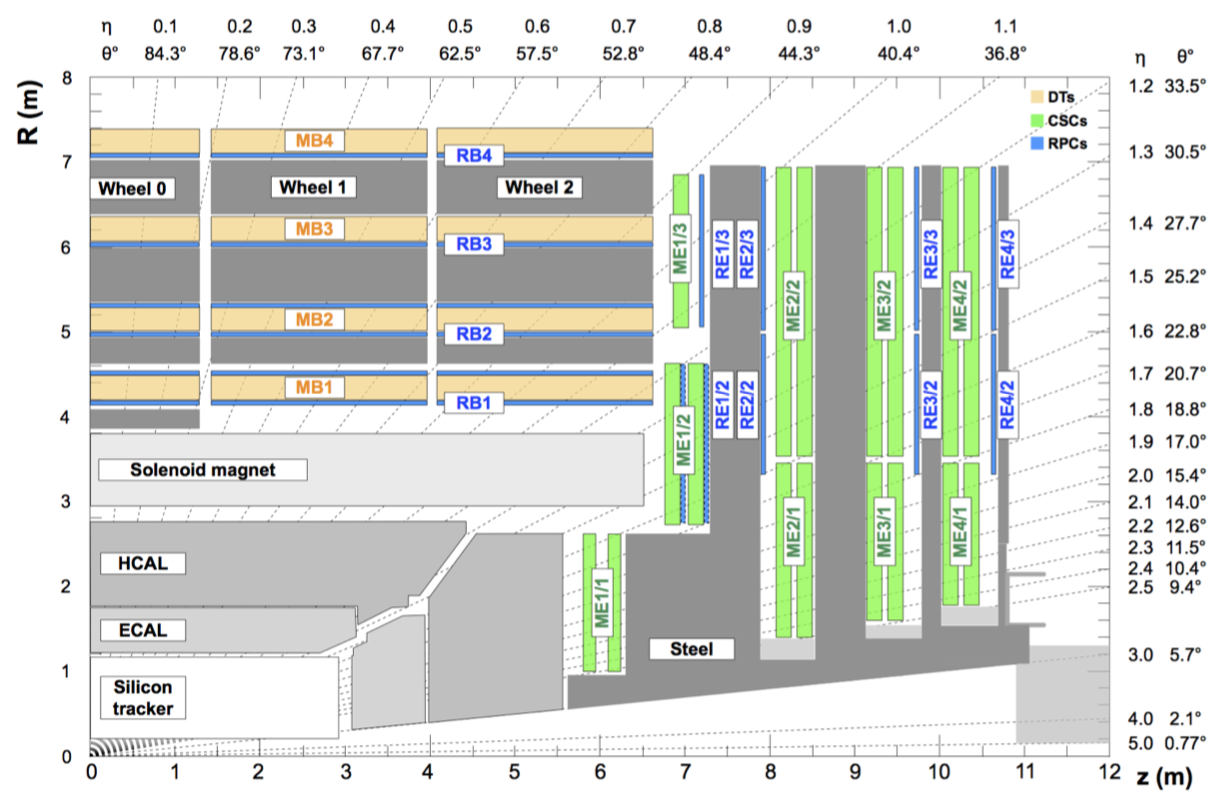 η 0.1 0.2 0.3 0.4 0.5 0.6 0.7 0.8 0.9 1.0 1.1
θ° 84.3° 78.6° 73.1° 67.7° 62.5° 57.5° 52.8° 48.4° 44.3° 40.4° 36.8° η θ°
R (m)
8
7
6
5
4
3
2
1
0
1.2 33.5°
1.3 30.5°
1.4 27.7°
1.5 25.2°
1.6 22.8°
1.7 20.7°
1.8 18.8°
1.9 17.0°
2.0 15.4°
2.1 14.0°
2.2 12.6°
2.3 11.5°
2.4 10.4°
2.5 9.4°
3.0 5.7°
4.0 2.1°
5.0 0.77°
DTs
CSCs
RPCs
MB4
RB4
Wheel 0 Wheel 1 Wheel 2
MB3
RB3
MB2
RB2
MB1
RB1
Solenoid magnet
HCAL
ECAL
Silicon
tracker
Steel
ME1/3
RE1/3
RE2/3
ME2/2
ME3/2
RE3/3
ME4/2
RE4/3
ME1/2
RE1/2
RE2/2
RE3/2
RE4/2
ME1/1
ME2/1
ME3/1
ME4/1
0 1 2 3 4 5 6 7 8 9 10 11 12
z (m)